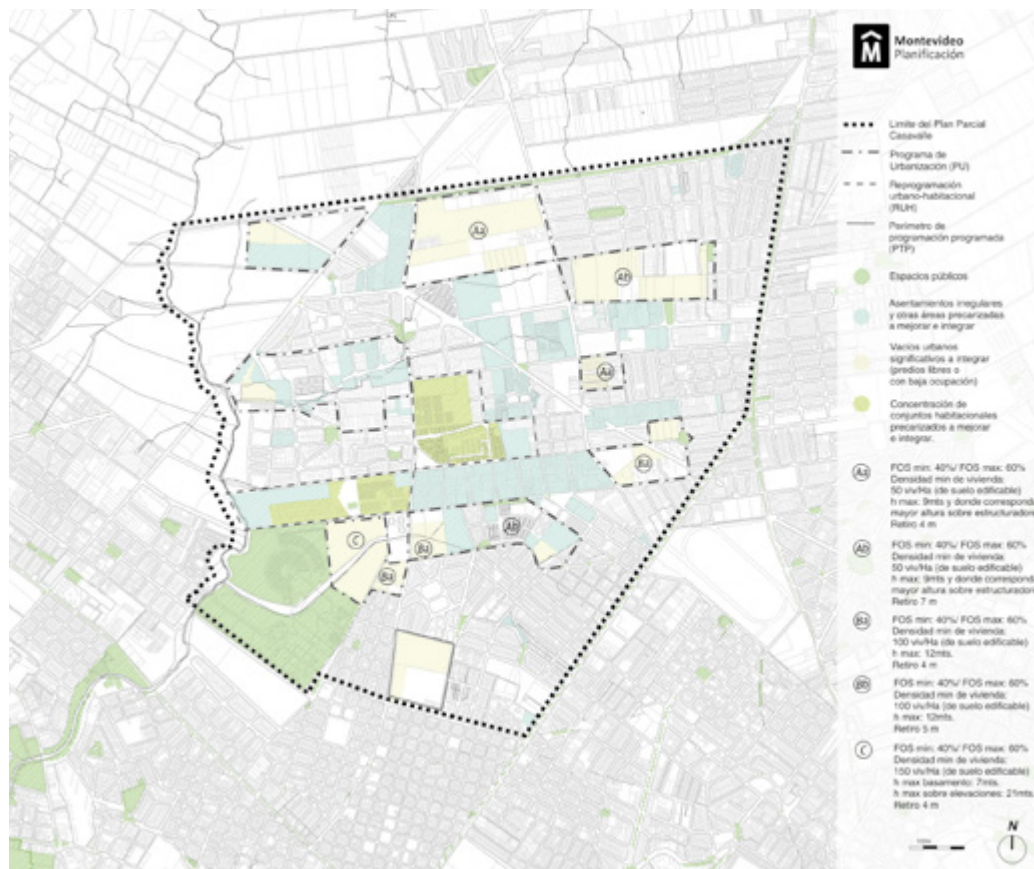 Montevideo
Planificación
Límite del Plan Parcial
Casavalle
Programa de
Urbanización (PU)
Reprogramación
urbano-habitacional
(RUH)
Perímetro de
programación programada
(PTP)
Espacios públicos
Asentamientos irregulares
y otras áreas precarizadas
a mejorar e integrar
Vacíos urbanos
significativos a integrar
(predios libres o
con baja ocupación)
Concentración de
conjuntos habitacionales
precarizados a mejorar
e integrar.
Aa
FOS min: 40%/ FOS max: 60%
Densidad min de vivienda:
50 viv/Ha (de suelo edificable)
h max: 9mts y donde corresponda
mayor altura sobre estructuradores
Retiro 4 m
Ab
FOS min: 40%/ FOS max: 60%
Densidad min de vivienda:
50 viv/Ha (de suelo edificable)
h max: 9mts y donde corresponda
mayor altura sobre estructuradores
Retiro 7 m
Ba
FOS min: 40%/ FOS max: 60%
Densidad min de vivienda:
100 viv/Ha (de suelo edificable)
h max: 12mts.
Retiro 4 m
Bb
FOS min: 40%/ FOS max: 60%
Densidad min de vivienda:
100 viv/Ha (de suelo edificable)
h max: 12mts.
Retiro 5 m
C
FOS min: 40%/ FOS max: 60%
Densidad min de vivienda:
150 viv/Ha (de suelo edificable)
h max basamento: 7mts.
h max sobre elevaciones: 21mts.
Retiro 4 m
N
Aa
Ab
Aa
Ba
Ab
C
Ba
Ba